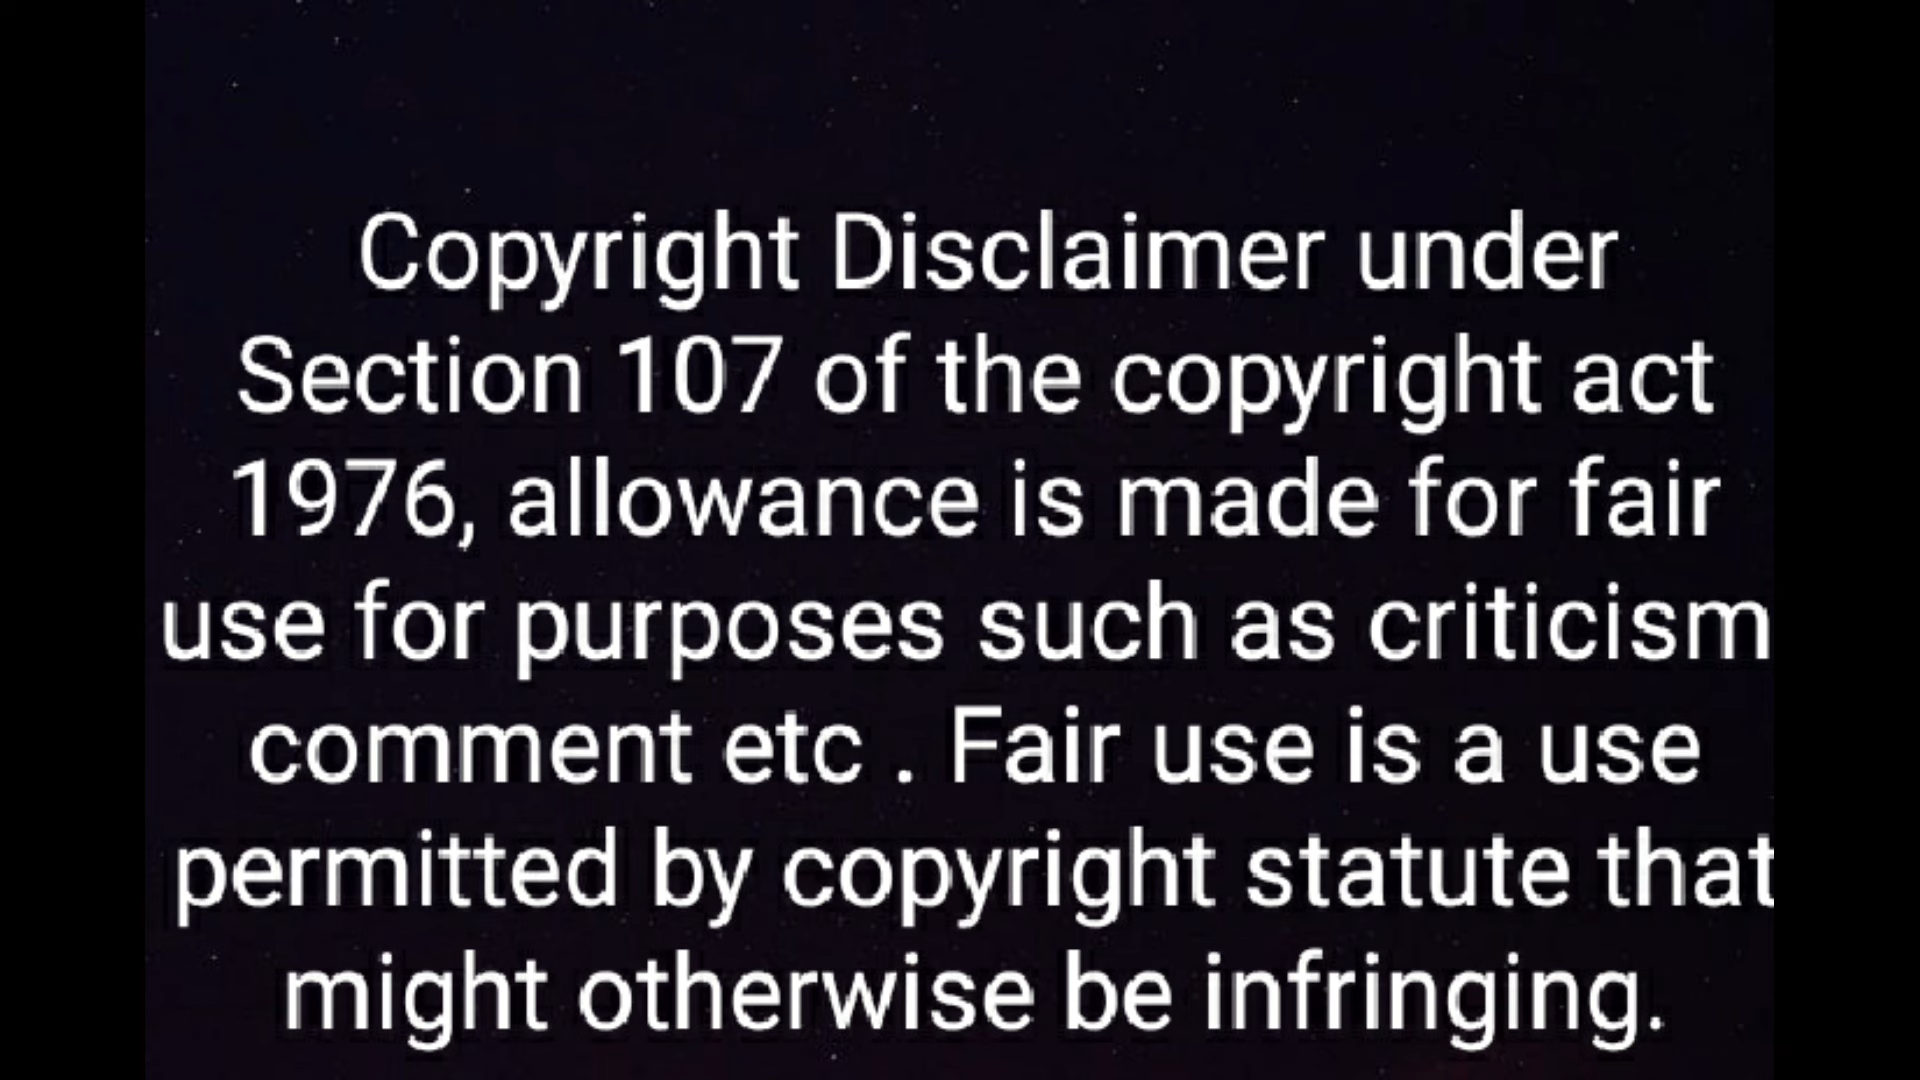 Copyright Disclaimer under
Section 107 of the copyright act
1976, allowance is made for fair
use for purposes such as criticism
comment etc . Fair use is a use
permitted by copyright statute that
might otherwise be infringing.